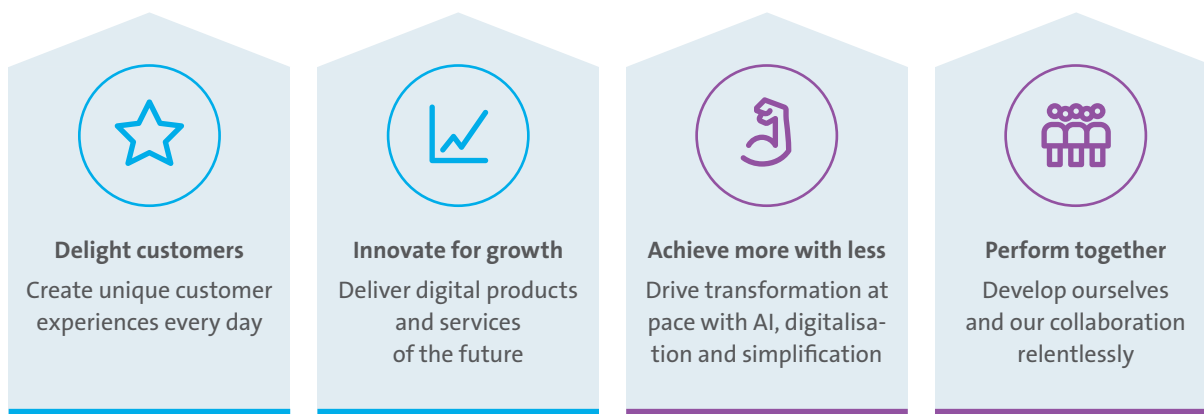 Delight customers
Create unique customer
experiences every day
Innovate for growth
Deliver digital products
and services
of the future
Achieve more with less
Drive transformation at
pace with AI, digitalisa-
tion and simplification
Perform together
Develop ourselves
and our collaboration
relentlessly